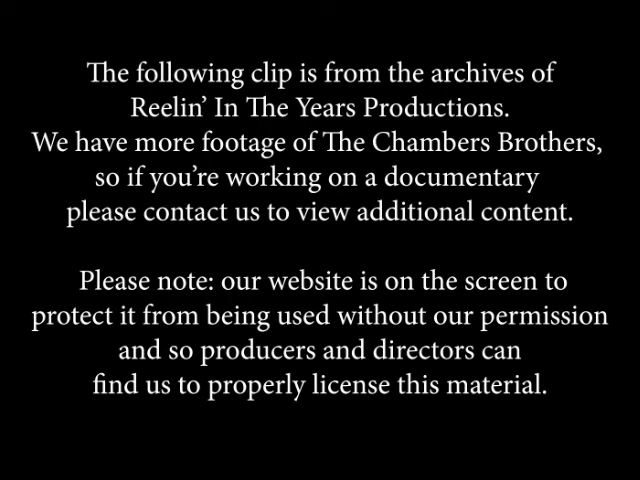 The following clip is from the archives of
Reelin’ In The Years Productions.
We have more footage of The Chambers Brothers,
so if you’re working on a documentary
please contact us to view additional content.
Please note: our website is on the screen to
protect it from being used without our permission
and so producers and directors can
find us to properly license this material.